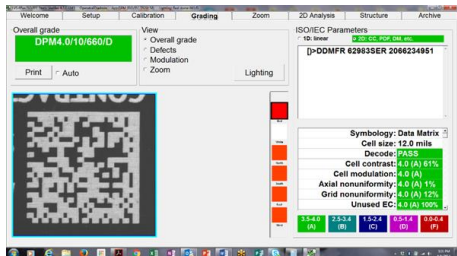 Welcome Setup Calibration Grading Zoom 2D Analysis Structure Archive
Overall grade
DPM4.0/10/660/D
Print
Auto
View
Overall grade
Defects
Modulation
Zoom
Lighting
ISO/IEC Parameters
1D: linear
2D: CC, PDF, DM, etc.
[)>DDMFR 62983SER 2066234951
Symbology: Data Matrix
Cell size: 12.0 mils
Decode: PASS
Cell contrast: 4.0 (A) 61%
Cell modulation: 4.0 (A)
Axial nonuniformity: 4.0 (A) 1%
Grid nonuniformity: 4.0 (A) 12%
Unused EC: 4.0 (A) 100%
3.5-4.0 2.5-3.4 1.5-2.4 0.5-1.4 0.0-0.4
(A) (B) (C) (D) (F)